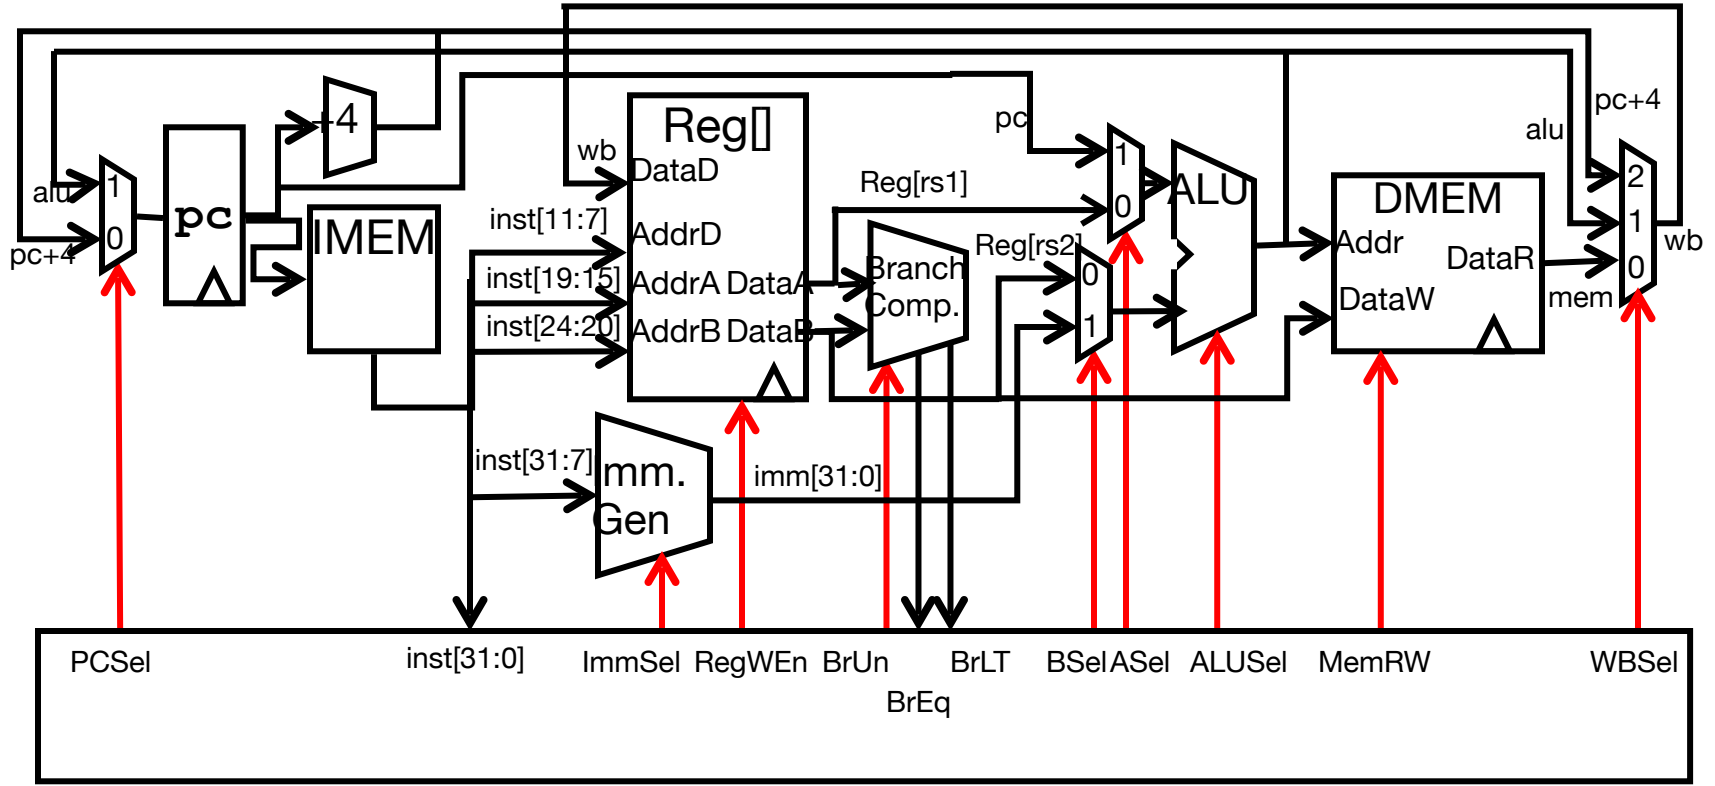 alu
pc+4
1
0
pc
+4
IMEM
inst[11:7]
inst[19:15]
inst[24:20]
wb
Reg[]
DataD
AddrD
AddrA DataA
AddrB DataB
inst[31:7]
Imm.
Gen
imm[31:0]
Reg[rs1]
Branch
Comp.
Reg[rs2]
pc
1
0
0
1
ALU
DMEM
Addr
DataR
DataW
alu
pc+4
mem
2
1
0
wb
PCSel
inst[31:0]
ImmSel
RegWEn
BrUn
BrEq
BrLT
BSel
ASel
ALUSel
MemRW
WBSel